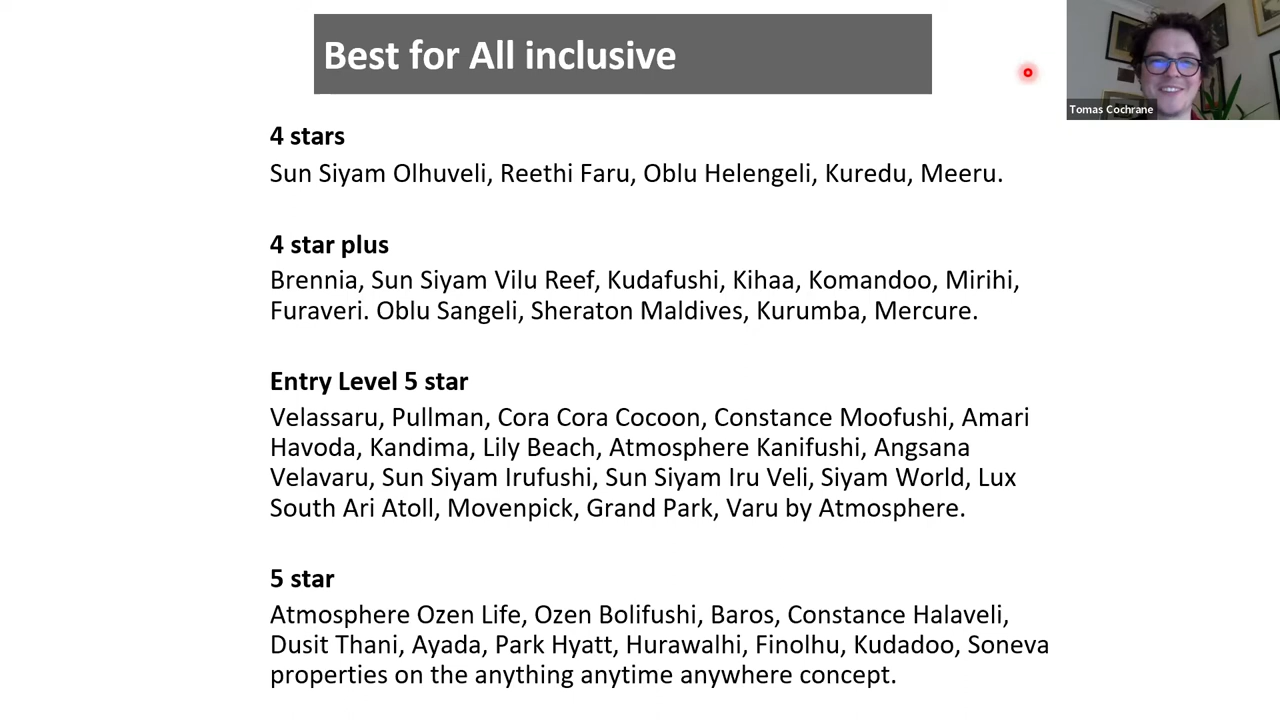 Best for All inclusive
Tomas Cochrane
4 stars
Sun Siyam Olhuveli, Reethi Faru, Oblu Helengeli, Kuredu, Meeru.
4 star plus
Brennia, Sun Siyam Vilu Reef, Kudafushi, Kihaa, Komandoo, Mirihi,
Furaveri. Oblu Sangeli, Sheraton Maldives, Kurumba, Mercure.
Entry Level 5 star
Velassaru, Pullman, Cora Cora Cocoon, Constance Moofushi, Amari
Havoda, Kandima, Lily Beach, Atmosphere Kanifushi, Angsana
Velavaru, Sun Siyam Irufushi, Sun Siyam Iru Veli, Siyam World, Lux
South Ari Atoll, Movenpick, Grand Park, Varu by Atmosphere.
5 star
Atmosphere Ozen Life, Ozen Bolifushi, Baros, Constance Halaveli,
Dusit Thani, Ayada, Park Hyatt, Hurawalhi, Finolhu, Kudadoo, Soneva
properties on the anything anytime anywhere concept.